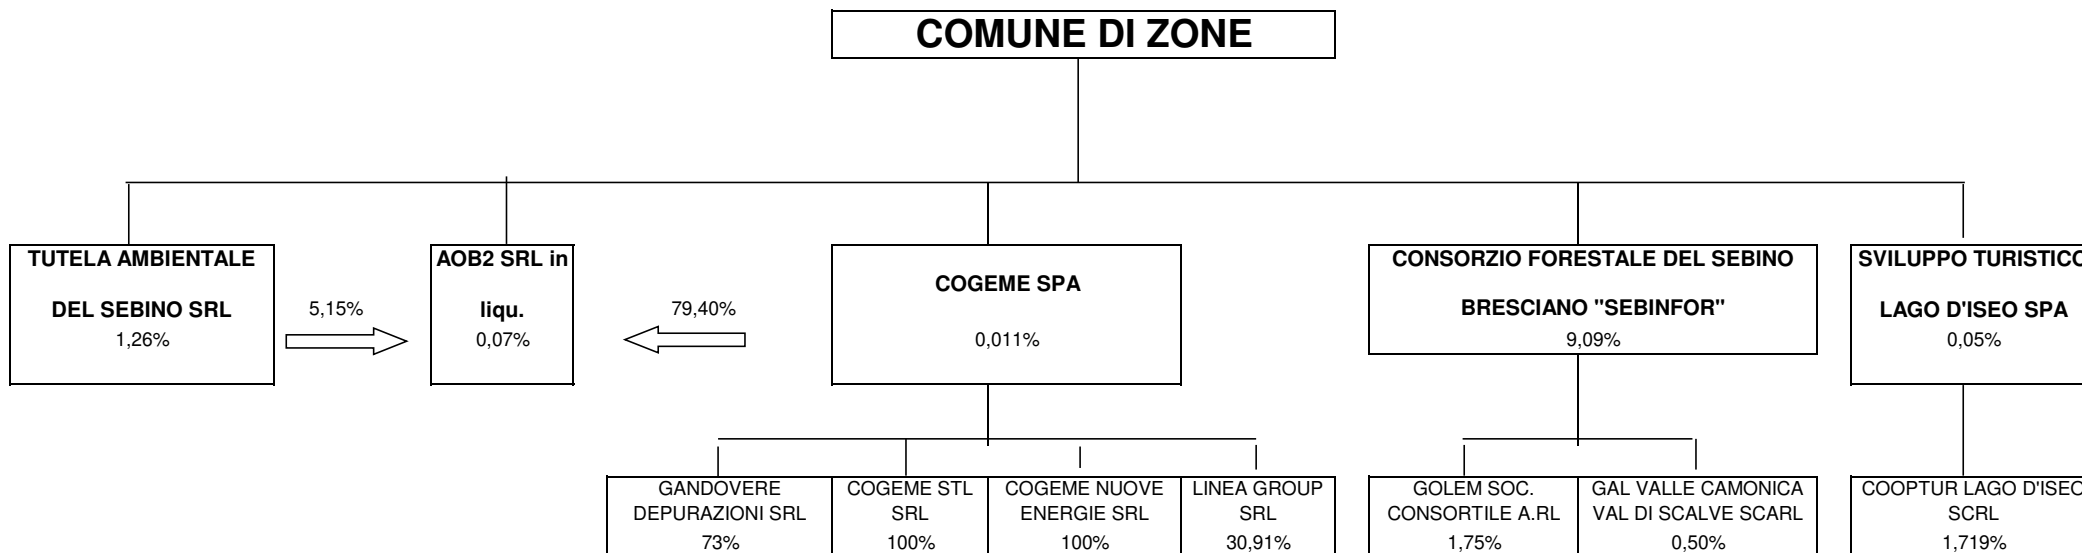 COMUNE DI ZONE
TUTELA AMBIENTALE
DEL SEBINO SRL
1,26%
5,15%
AOB2 SRL in
liqu.
0,07%
79,40%
COGEME SPA
0,011%
CONSORZIO FORESTALE DEL SEBINO
BRESCIANO "SEBINFOR"
9,09%
SVILUPPO TURISTICO
LAGO D'ISEO SPA
0,05%
GANDOVERE
DEPURAZIONI SRL
73%
COGEME STL
SRL
100%
COGEME NUOVE
ENERGIE SRL
100%
LINEA GROUP
SRL
30,91%
GOLEM SOC.
CONSORTILE A.RL
1,75%
GAL VALLE CAMONICA
VAL DI SCALVE SCARL
0,50%
COOPTUR LAGO D'ISEO
SCRL
1,719%